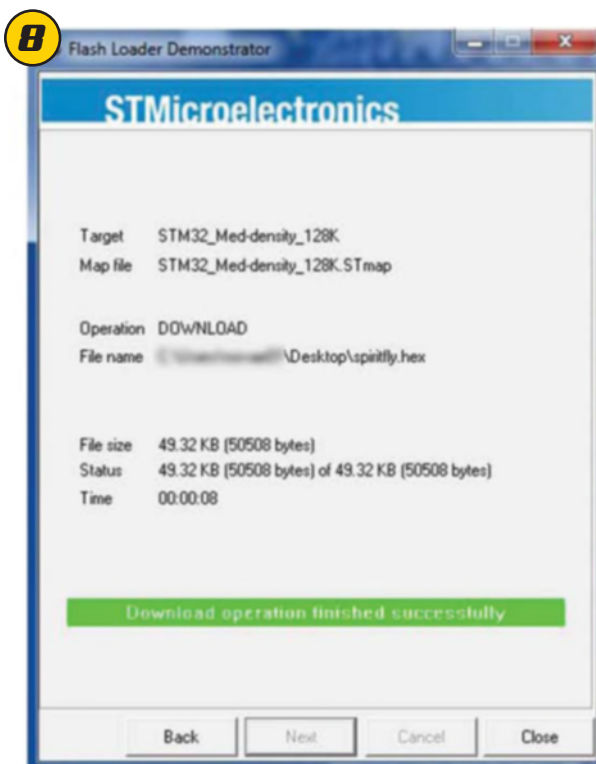 8
Flash Loader Demonstrator
STMicroelectronics
Target STM32_Med-density_128K
Map file STM32_Med-density_128K.STmap
Operation DOWNLOAD
File name \Desktop\spiritfly.hex
File size 49.32 KB (50508 bytes)
Status 49.32 KB (50508 bytes) of 49.32 KB (50508 bytes)
Time 00:00:08
Download operation finished successfully
Back Next Cancel Close